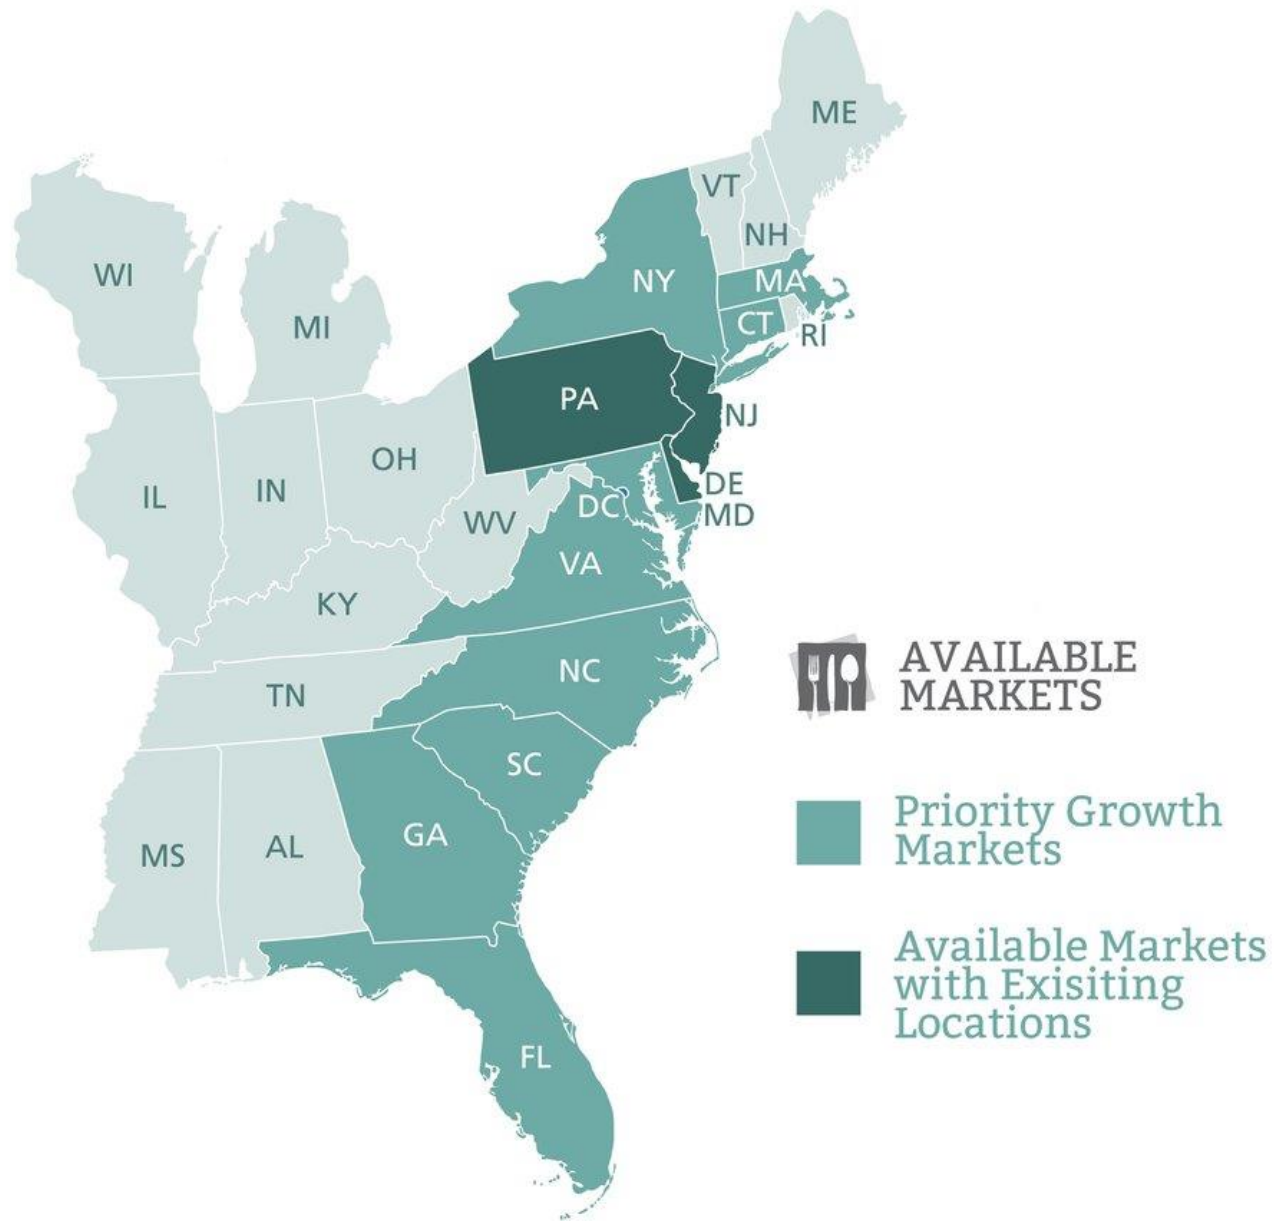 ME
VT
NH
WI
NY
MA
MI
CT
RI
PA
NJ
OH
IN
IL
DE
DC
MD
WV
VA
KY
NC
TN
SC
GA
AL
MS
FL
AVAILABLE
MARKETS
Priority Growth
Markets
Available Markets
with Exisiting
Locations